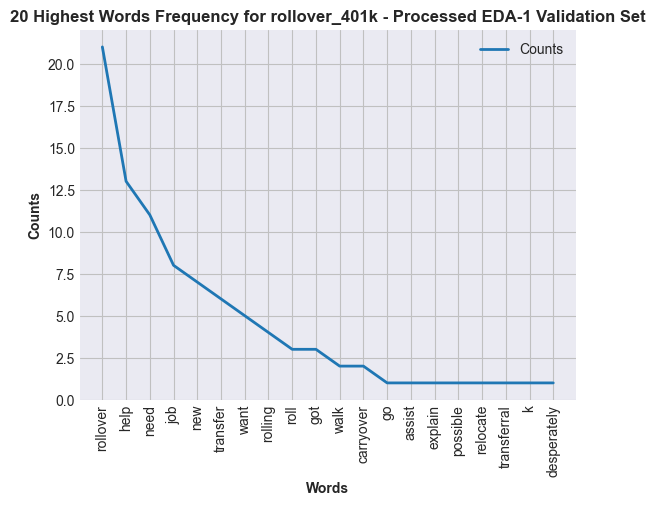 20 Highest Words Frequency for rollover_401k - Processed EDA-1 Validation Set
Counts
20.0
17.5
15.0
12.5
10.0
7.5
5.0
2.5
0.0
Counts
rollover
help
need
job
new
transfer
want
rolling
roll
got
walk
carryover
go
assist
explain
possible
relocate
transferral
k
desperately
Words